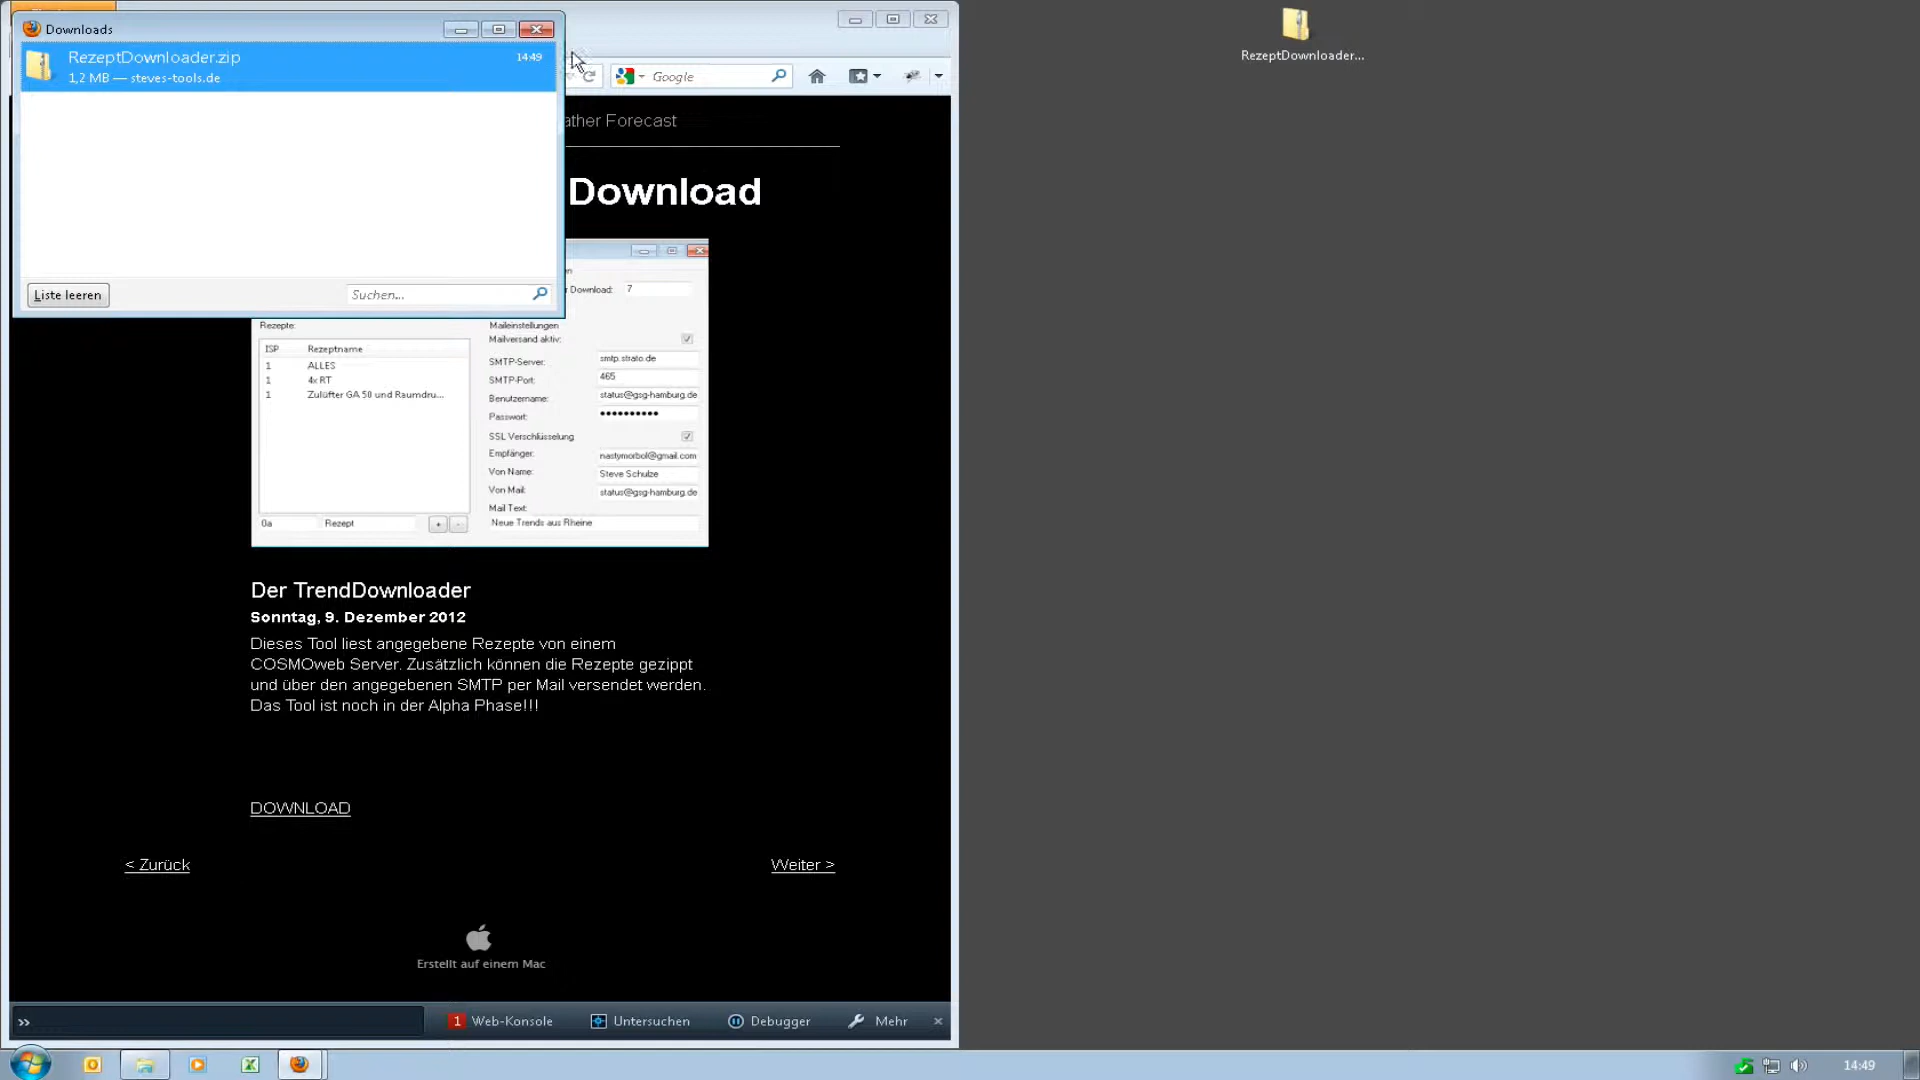 Downloads
RezeptDownloader.zip
14:49
1,2 MB — steves-tools.de
Liste leeren
Suchen...
Google
RezeptDownloader...
ather Forecast
Download
r Download:
7
Rezepte:
ISP Rezeptname
1 ALLES
1 4x RT
1 Zulüfter GA 50 und Raumdru...
0a Rezept + -
Maileinstellungen
Mailversand aktiv:
SMTP-Server: smtp.strato.de
SMTP-Port: 465
Benutzername: status@gsg-hamburg.de
Passwort: ●●●●●●●●●●
SSL Verschlüsselung
Empfänger: nastymorbol@gmail.com
Von Name: Steve Schulze
Von Mail: status@gsg-hamburg.de
Mail Text:
Neue Trends aus Rheine
Der TrendDownloader
Sonntag, 9. Dezember 2012
Dieses Tool liest angegebene Rezepte von einem
COSMOweb Server. Zusätzlich können die Rezepte gezippt
und über den angegebenen SMTP per Mail versendet werden.
Das Tool ist noch in der Alpha Phase!!!
DOWNLOAD
< Zurück
Weiter >
Erstellt auf einem Mac
»
1 Web-Konsole
Untersuchen
Debugger
Mehr
×
14:49